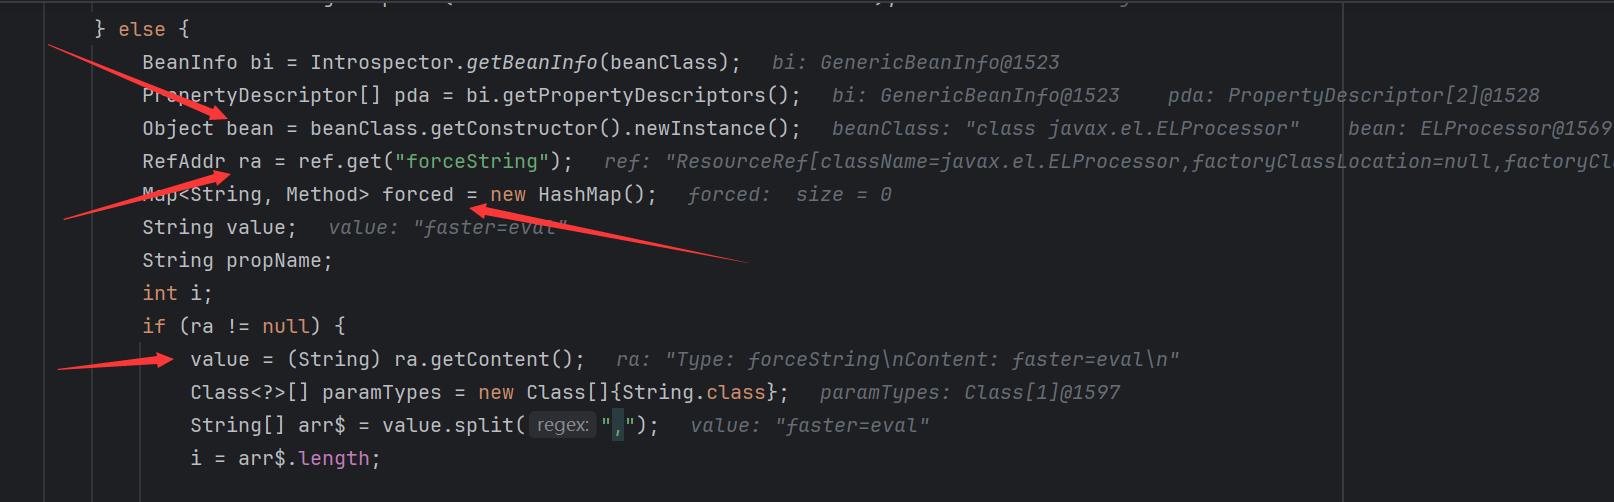 } else {
BeanInfo bi = Introspector.getBeanInfo(beanClass); bi: GenericBeanInfo@1523
PropertyDescriptor[] pda = bi.getPropertyDescriptors(); bi: GenericBeanInfo@1523 pda: PropertyDescriptor[2]@1528
Object bean = beanClass.getConstructor().newInstance(); beanClass: "class javax.el.ELProcessor" bean: ELProcessor@1569
RefAddr ra = ref.get("forceString"); ref: "ResourceRef[className=javax.el.ELProcessor,factoryClassLocation=null,factoryCl
Map<String, Method> forced = new HashMap(); forced: size = 0
String value; value: "faster=eval"
String propName;
int i;
if (ra != null) {
value = (String) ra.getContent(); ra: "Type: forceString\nContent: faster=eval\n"
Class<?>[] paramTypes = new Class[]{String.class}; paramTypes: Class[1]@1597
String[] arr$ = value.split( regex: ","); value: "faster=eval"
i = arr$.length;